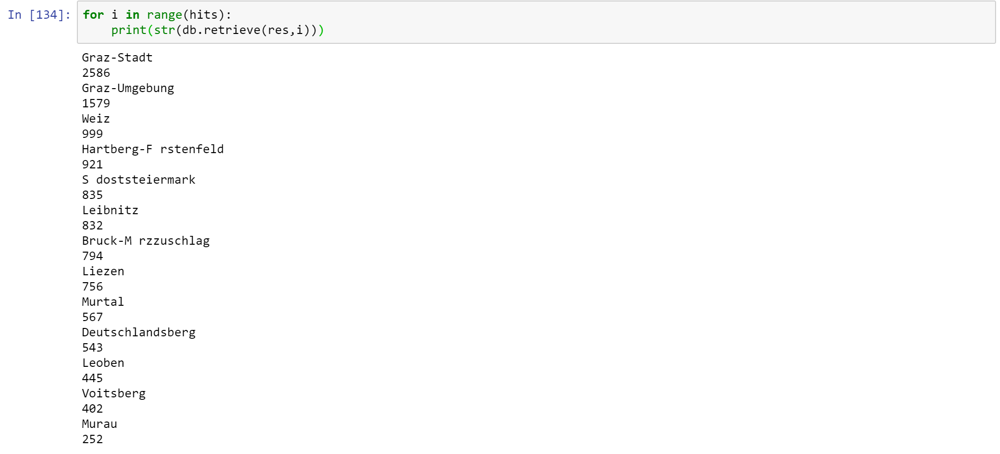 In [134]: for i in range(hits):
    print(str(db.retrieve(res,i)))
Graz-Stadt
2586
Graz-Umgebung
1579
Weiz
999
Hartberg-F rstenfeld
921
S doststeiermark
835
Leibnitz
832
Bruck-M rzzuschlag
794
Liezen
756
Murtal
567
Deutschlandsberg
543
Leoben
445
Voitsberg
402
Murau
252